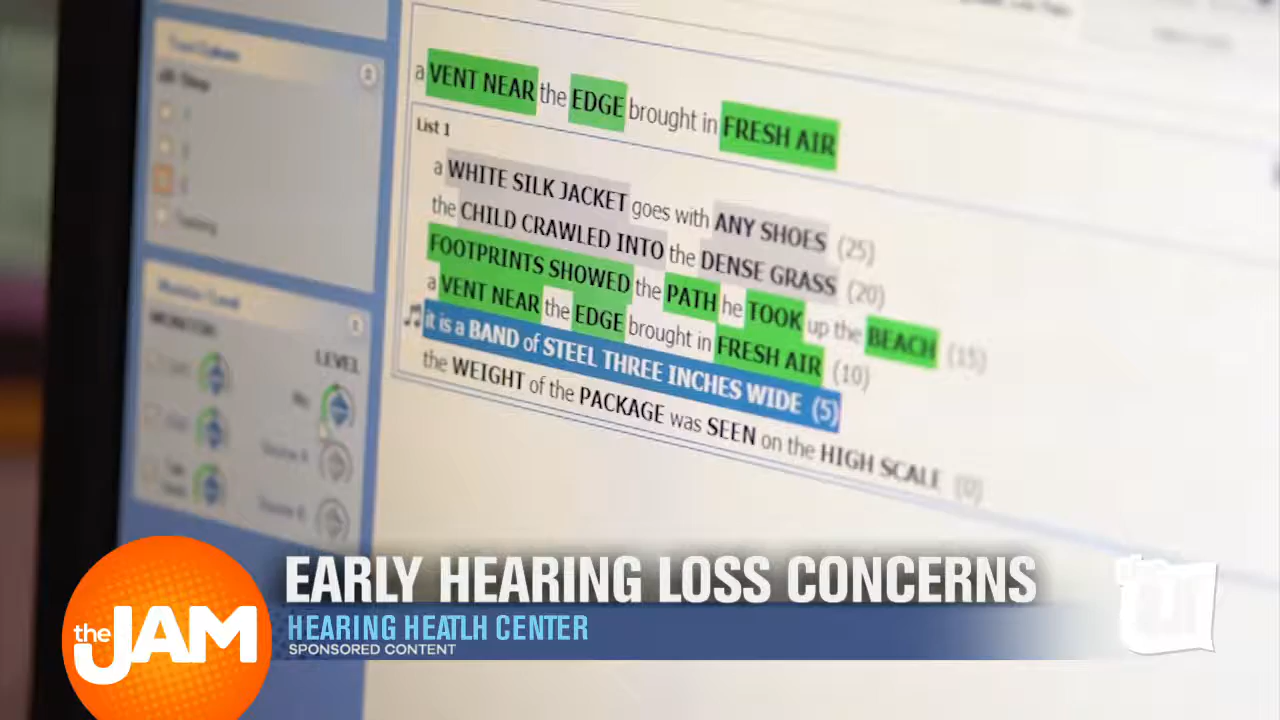 a VENT NEAR the EDGE brought in FRESH AIR
List 1
a WHITE SILK JACKET goes with ANY SHOES (25)
the CHILD CRAWLED INTO the DENSE GRASS (20)
FOOTPRINTS SHOWED the PATH he TOOK up the BEACH (15)
a VENT NEAR the EDGE brought in FRESH AIR (10)
it is a BAND of STEEL THREE INCHES WIDE (5)
the WEIGHT of the PACKAGE was SEEN on the HIGH SCALE (0)
MONITOR
LEVEL
EARLY HEARING LOSS CONCERNS
HEARING HEATLH CENTER
SPONSORED CONTENT
the JAM
the U